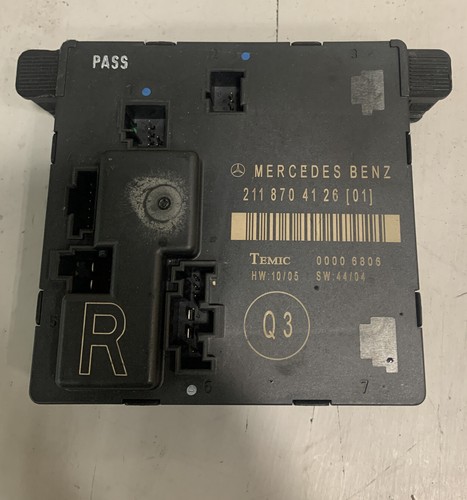 PASS
MERCEDES BENZ
211 870 41 26 [01]
TEMIC 0000 6806
HW:10/05 SW:44/04
Q3
R
6
7